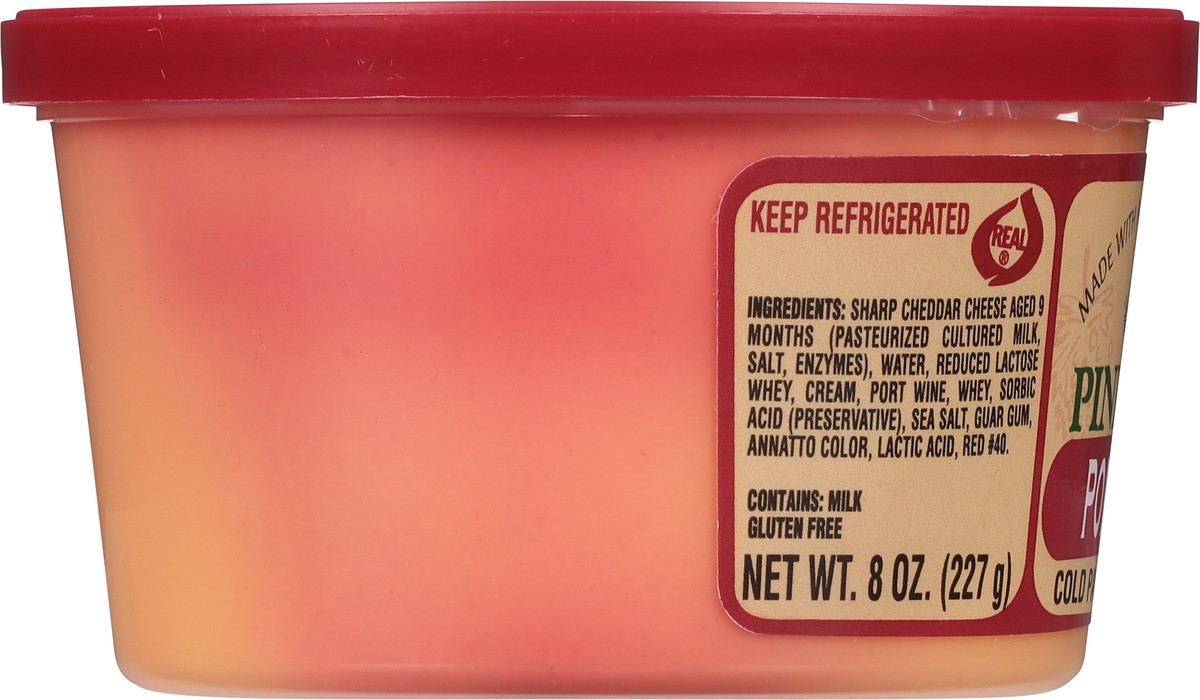 KEEP REFRIGERATED
REAL
®
INGREDIENTS: SHARP CHEDDAR CHEESE AGED 9
MONTHS (PASTEURIZED CULTURED MILK,
SALT, ENZYMES), WATER, REDUCED LACTOSE
WHEY, CREAM, PORT WINE, WHEY, SORBIC
ACID (PRESERVATIVE), SEA SALT, GUAR GUM,
ANNATTO COLOR, LACTIC ACID, RED #40.
CONTAINS: MILK
GLUTEN FREE
NET WT. 8 OZ. (227 g)
MADE WITH
PIN
PO
COLD